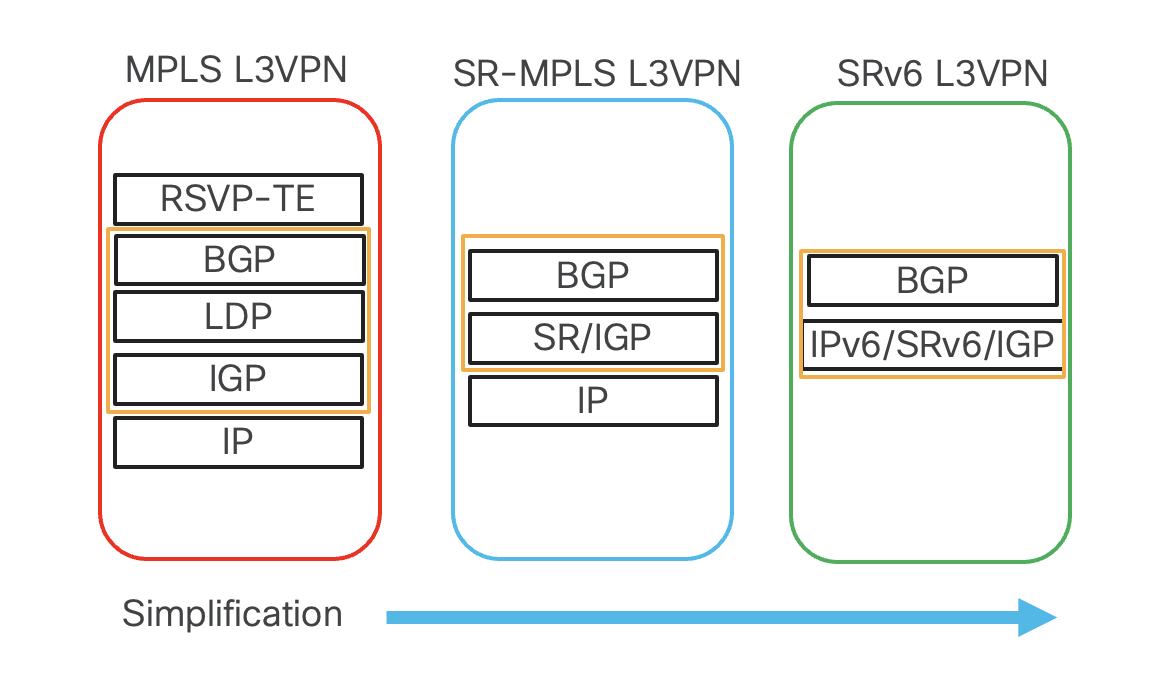 MPLS L3VPN
RSVP-TE
BGP
LDP
IGP
IP
SR-MPLS L3VPN
BGP
SR/IGP
IP
SRv6 L3VPN
BGP
IPv6/SRv6/IGP
Simplification